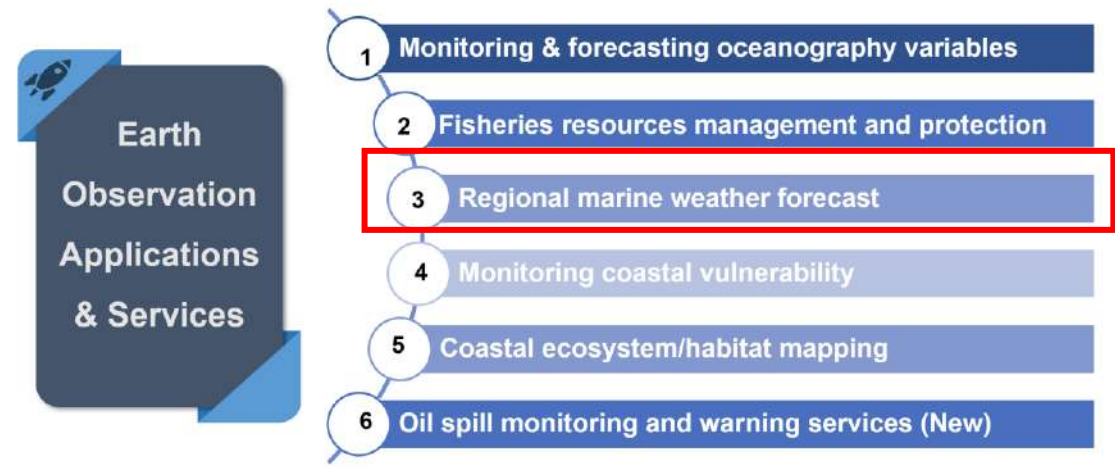 Earth
Observation
Applications
& Services
1 Monitoring & forecasting oceanography variables
2 Fisheries resources management and protection
3 Regional marine weather forecast
4 Monitoring coastal vulnerability
5 Coastal ecosystem/habitat mapping
6 Oil spill monitoring and warning services (New)